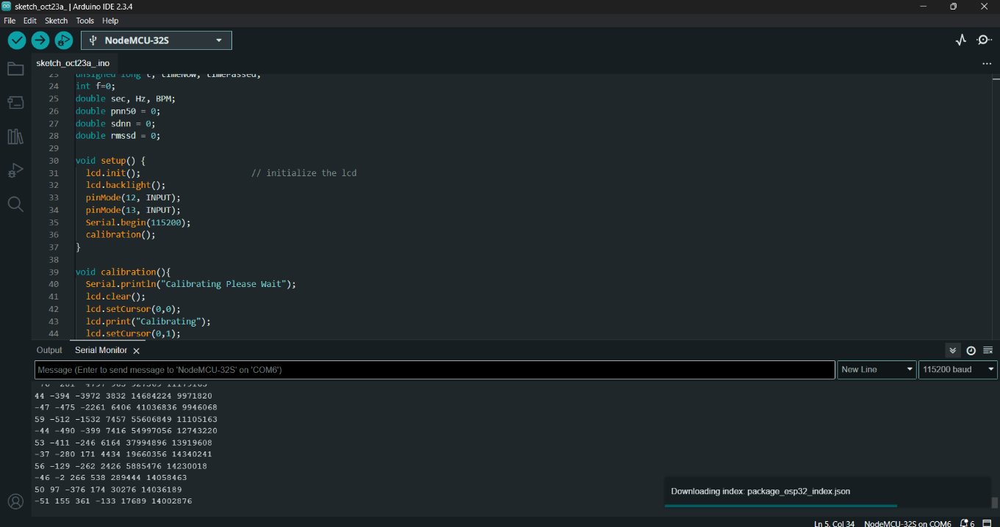 sketch_oct23a_ | Arduino IDE 2.3.4
File Edit Sketch Tools Help
NodeMCU-32S
sketch_oct23a_.ino
23 unsigned long t, timeNow, timePassed;
24 int f=0;
25 double sec, Hz, BPM;
26 double pnn50 = 0;
27 double sdnn = 0;
28 double rmssd = 0;
29
30 void setup() {
31 lcd.init(); // initialize the lcd
32 lcd.backlight();
33 pinMode(12, INPUT);
34 pinMode(13, INPUT);
35 Serial.begin(115200);
36 calibration();
37 }
38
39 void calibration(){
40 Serial.println("Calibrating Please Wait");
41 lcd.clear();
42 lcd.setCursor(0,0);
43 lcd.print("Calibrating");
44 lcd.setCursor(0,1);
Output Serial Monitor
Message (Enter to send message to 'NodeMCU-32S' on 'COM6')
New Line
115200 baud
44 -394 -3972 3832 14684224 9971820
-47 -475 -2261 6406 41036836 9946068
59 -512 -1532 7457 55606849 11105163
-44 -490 -399 7416 54997056 12743220
53 -411 -246 6164 37994896 13919608
-37 -280 171 4434 19660356 14340241
56 -129 -262 2426 5885476 14230018
-46 -2 266 538 289444 14058463
50 97 -376 174 30276 14036189
-51 155 361 -133 17689 14002876
Downloading index: package_esp32_index.json
Ln 5, Col 34 NodeMCU-32S on COM6 6